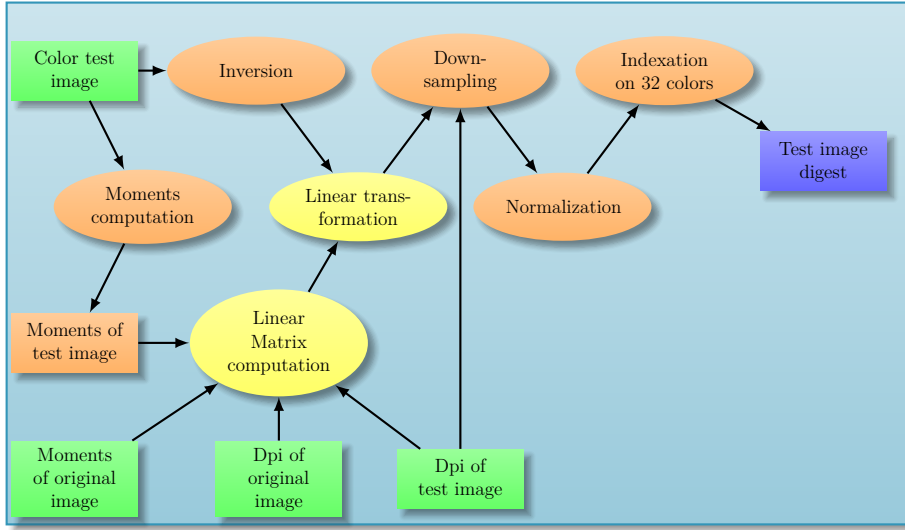 Color test
image
Inversion
Down-
sampling
Indexation
on 32 colors
Test image
digest
Moments
computation
Linear trans-
formation
Normalization
Moments of
test image
Linear
Matrix
computation
Moments
of original
image
Dpi of
original
image
Dpi of
test image